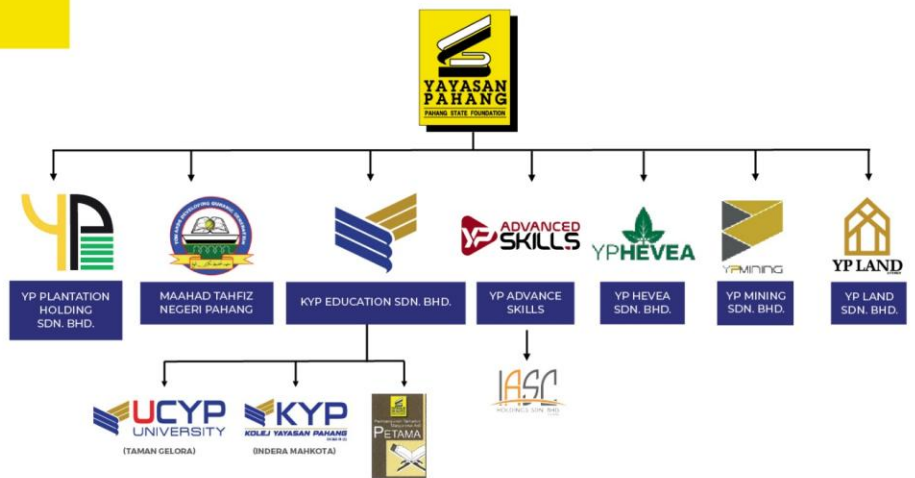 YAYASAN
PAHANG
PAHANG STATE FOUNDATION
YP
YP ADVANCED
SKILLS
YPHEVEA
YPMINING
YP LAND
YP PLANTATION
HOLDING
SDN. BHD.
MAAHAD TAHFIZ
NEGERI PAHANG
KYP EDUCATION SDN. BHD.
YP ADVANCE
SKILLS
YP HEVEA
SDN. BHD.
YP MINING
SDN. BHD.
YP LAND
SDN. BHD.
UCYP
UNIVERSITY
(TAMAN GELORA)
KYP
KOLEJ YAYASAN PAHANG
(INDERA MAHKOTA)
PETAMA
IASC
HOLDINGS SDN BHD